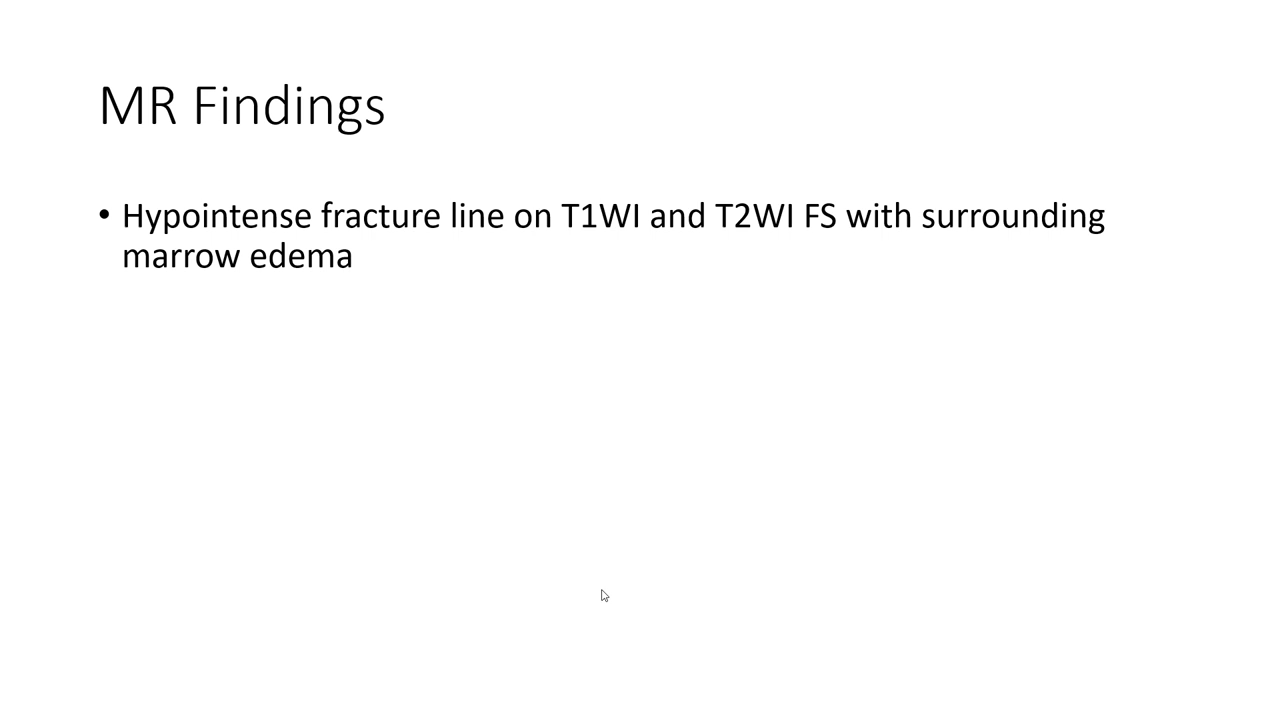 MR Findings
• Hypointense fracture line on T1WI and T2WI FS with surrounding
marrow edema